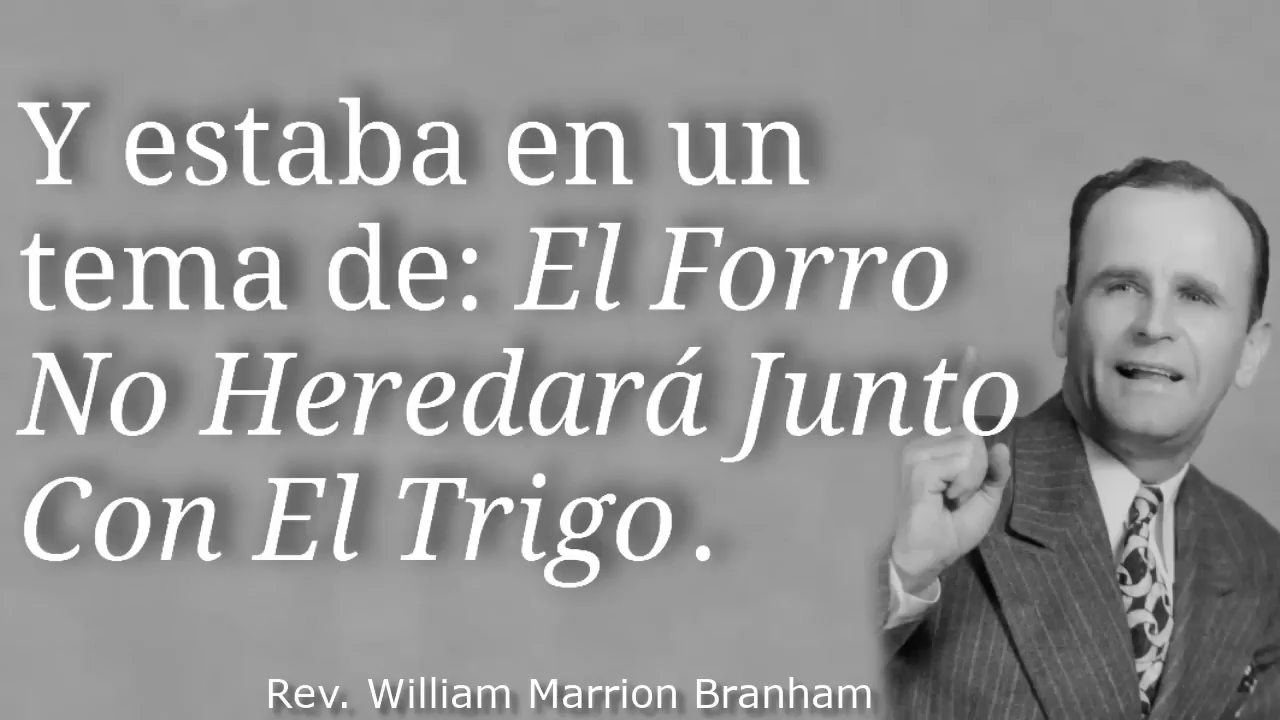 Y estaba en un
tema de: El Forro
No Heredará Junto
Con El Trigo.
Rev. William Marrion Branham